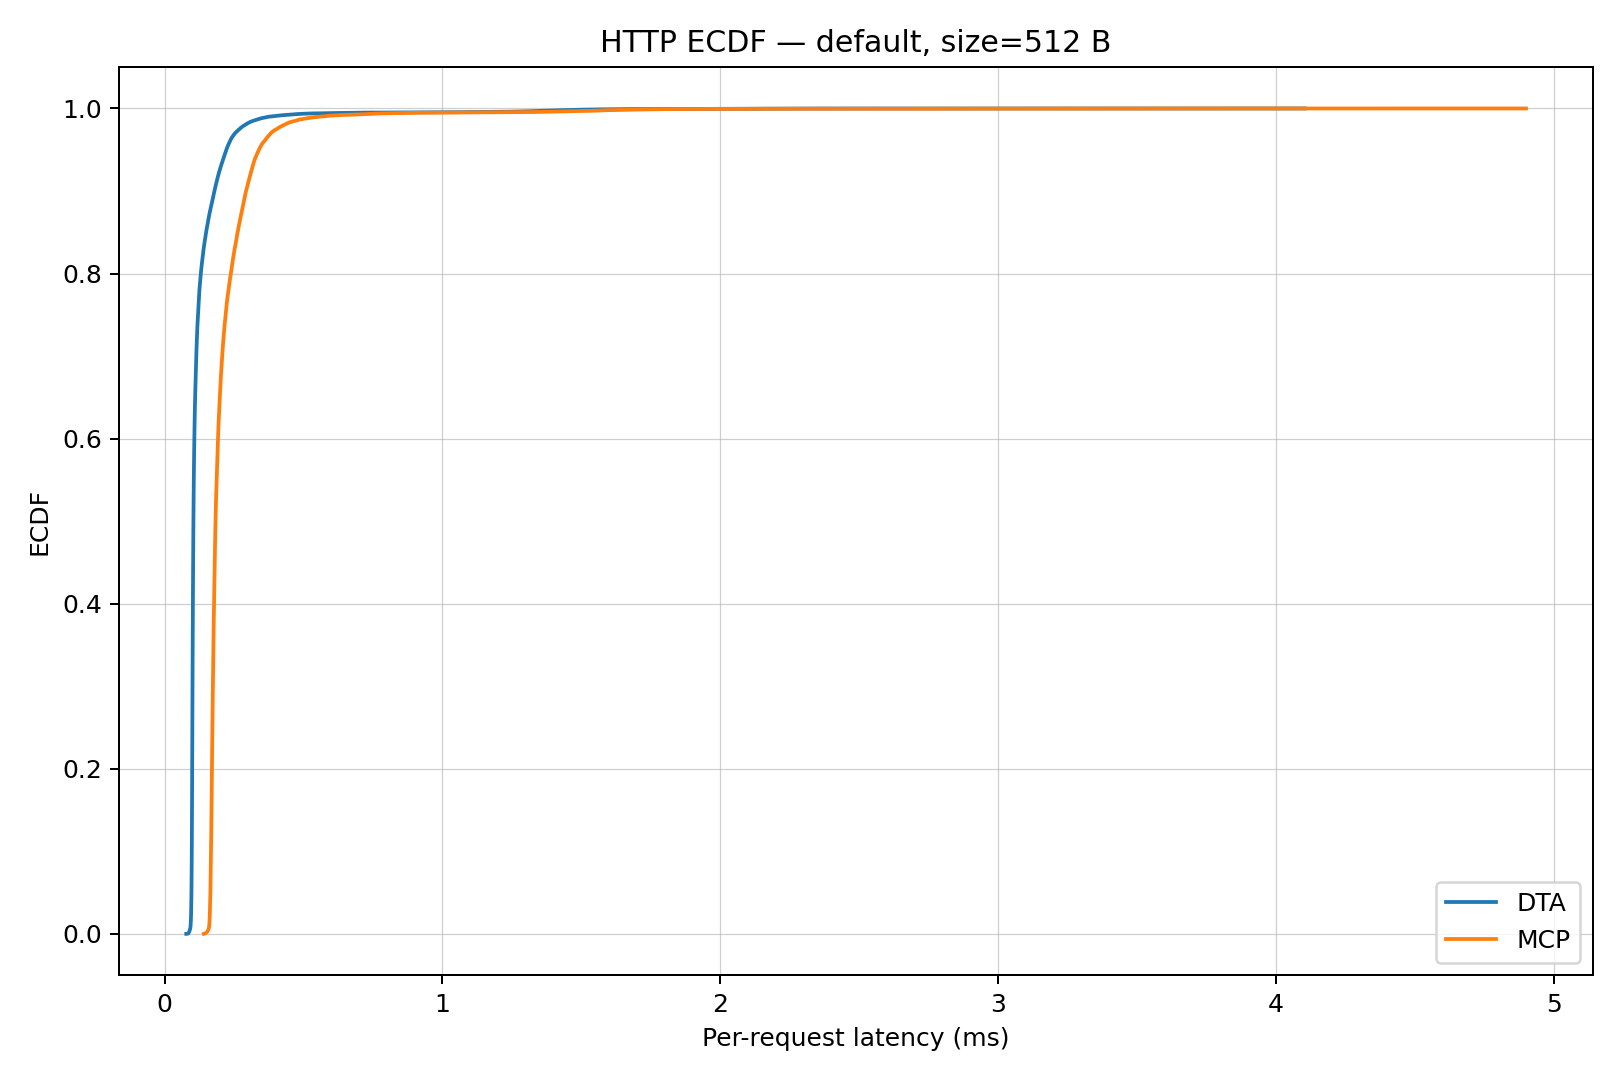 HTTP ECDF — default, size=512 B
1.0
0.8
0.6
0.4
0.2
0.0
ECDF
0 1 2 3 4 5
Per-request latency (ms)
DTA
MCP